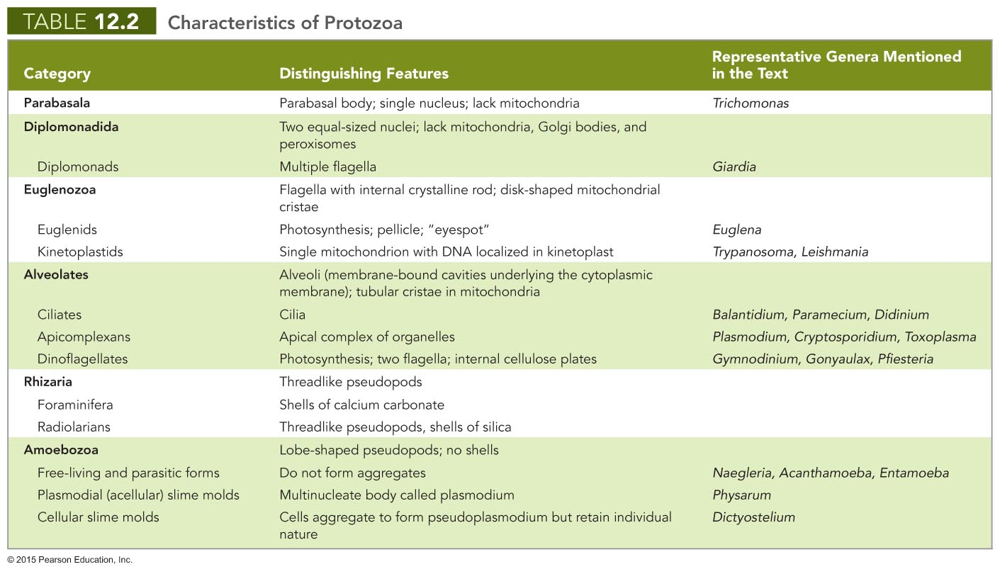 TABLE 12.2 Characteristics of Protozoa
Category Distinguishing Features Representative Genera Mentioned
in the Text
Parabasala Parabasal body; single nucleus; lack mitochondria Trichomonas
Diplomonadida Two equal-sized nuclei; lack mitochondria, Golgi bodies, and
peroxisomes
Diplomonads Multiple flagella Giardia
Euglenozoa Flagella with internal crystalline rod; disk-shaped mitochondrial
cristae
Euglenids Photosynthesis; pellicle; “eyespot” Euglena
Kinetoplastids Single mitochondrion with DNA localized in kinetoplast Trypanosoma, Leishmania
Alveolates Alveoli (membrane-bound cavities underlying the cytoplasmic
membrane); tubular cristae in mitochondria
Ciliates Cilia Balantidium, Paramecium, Didinium
Apicomplexans Apical complex of organelles Plasmodium, Cryptosporidium, Toxoplasma
Dinoflagellates Photosynthesis; two flagella; internal cellulose plates Gymnodinium, Gonyaulax, Pfiesteria
Rhizaria Threadlike pseudopods
Foraminifera Shells of calcium carbonate
Radiolarians Threadlike pseudopods, shells of silica
Amoebozoa Lobe-shaped pseudopods; no shells
Free-living and parasitic forms Do not form aggregates Naegleria, Acanthamoeba, Entamoeba
Plasmodial (acellular) slime molds Multinucleate body called plasmodium Physarum
Cellular slime molds Cells aggregate to form pseudoplasmodium but retain individual Dictyostelium
nature
© 2015 Pearson Education, Inc.